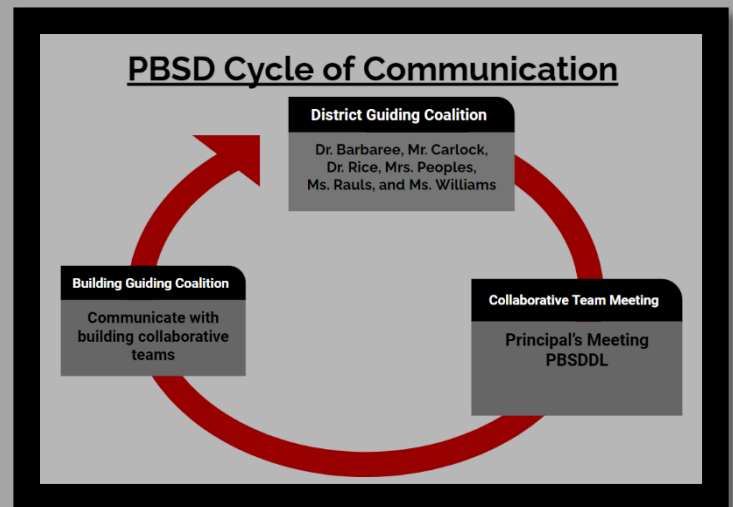 PBSD Cycle of Communication
District Guiding Coalition
Dr. Barbaree, Mr. Carlock,
Dr. Rice, Mrs. Peoples,
Ms. Rauls, and Ms. Williams
Building Guiding Coalition
Communicate with
building collaborative
teams
Collaborative Team Meeting
Principal's Meeting
PBSDDL